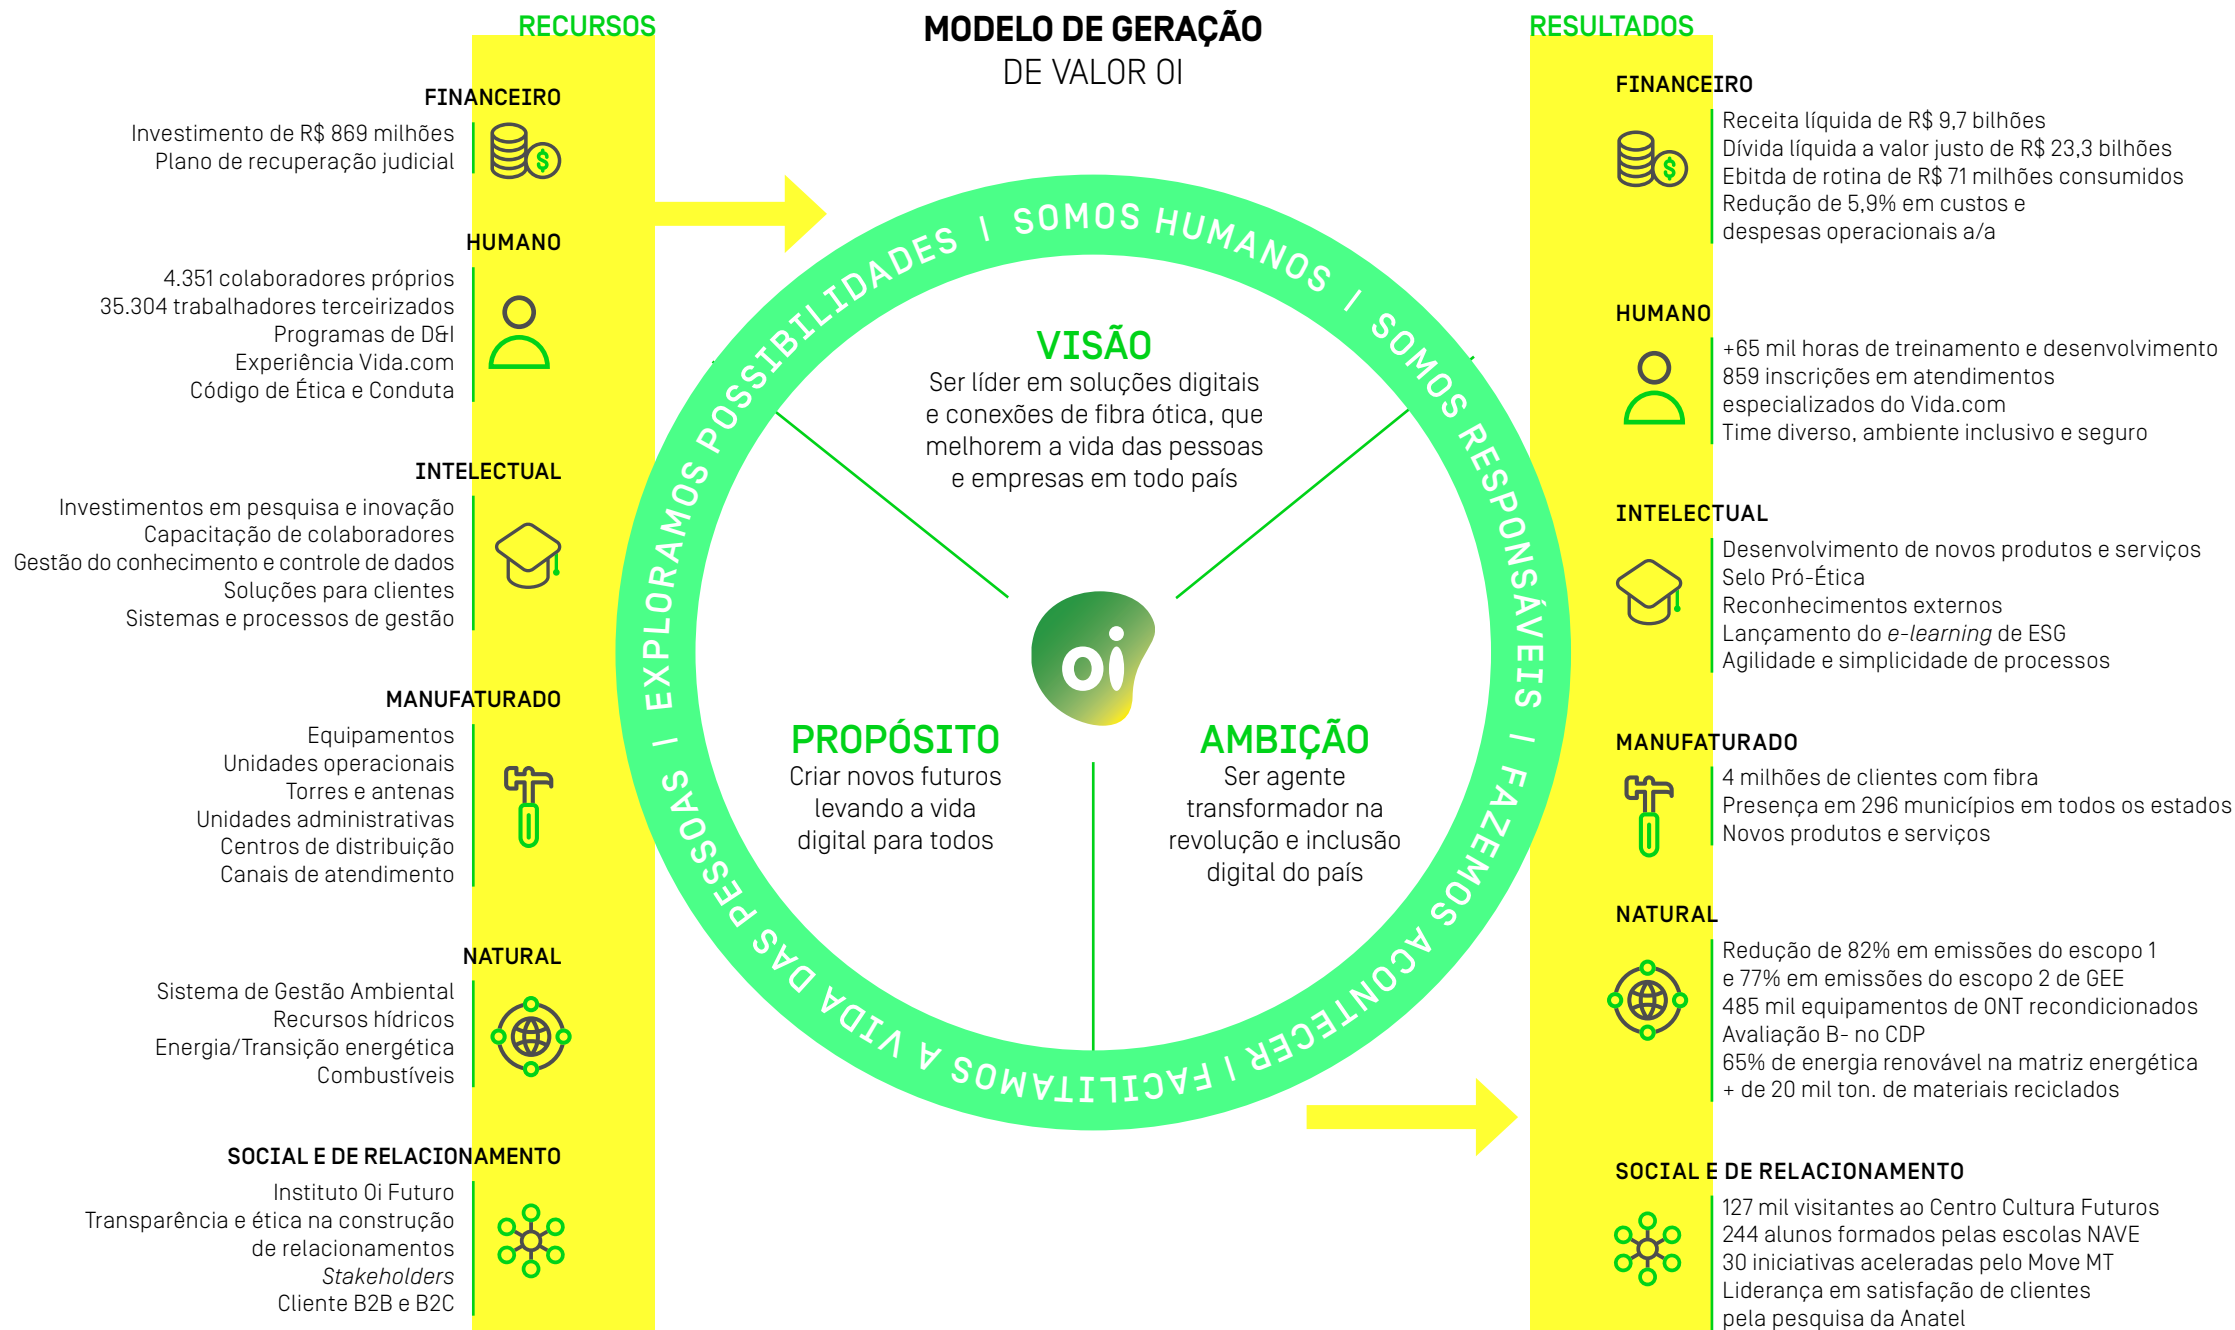 MODELO DE GERAÇÃO
DE VALOR OI
RECURSOS
FINANCEIRO
Investimento de R$ 869 milhões
Plano de recuperação judicial
HUMANO
4.351 colaboradores próprios
35.304 trabalhadores terceirizados
Programas de D&I
Experiência Vida.com
Código de Ética e Conduta
INTELECTUAL
Investimentos em pesquisa e inovação
Capacitação de colaboradores
Gestão do conhecimento e controle de dados
Soluções para clientes
Sistemas e processos de gestão
MANUFATURADO
Equipamentos
Unidades operacionais
Torres e antenas
Unidades administrativas
Centros de distribuição
Canais de atendimento
NATURAL
Sistema de Gestão Ambiental
Recursos hídricos
Energia/Transição energética
Combustíveis
SOCIAL E DE RELACIONAMENTO
Instituto Oi Futuro
Transparência e ética na construção
de relacionamentos
Stakeholders
Cliente B2B e B2C
EXPLORAMOS POSSIBILIDADES | SOMOS HUMANOS | SOMOS RESPONSÁVEIS | FAZEMOS ACONTECER | FACILITAMOS A VIDA DAS PESSOAS |
VISÃO
Ser líder em soluções digitais
e conexões de fibra ótica, que
melhorem a vida das pessoas
e empresas em todo país
oi
PROPÓSITO
Criar novos futuros
levando a vida
digital para todos
AMBIÇÃO
Ser agente
transformador na
revolução e inclusão
digital do país
RESULTADOS
FINANCEIRO
Receita líquida de R$ 9,7 bilhões
Dívida líquida a valor justo de R$ 23,3 bilhões
Ebitda de rotina de R$ 71 milhões consumidos
Redução de 5,9% em custos e
despesas operacionais a/a
HUMANO
+65 mil horas de treinamento e desenvolvimento
859 inscrições em atendimentos
especializados do Vida.com
Time diverso, ambiente inclusivo e seguro
INTELECTUAL
Desenvolvimento de novos produtos e serviços
Selo Pró-Ética
Reconhecimentos externos
Lançamento do e-learning de ESG
Agilidade e simplicidade de processos
MANUFATURADO
4 milhões de clientes com fibra
Presença em 296 municípios em todos os estados
Novos produtos e serviços
NATURAL
Redução de 82% em emissões do escopo 1
e 77% em emissões do escopo 2 de GEE
485 mil equipamentos de ONT recondicionados
Avaliação B- no CDP
65% de energia renovável na matriz energética
+ de 20 mil ton. de materiais reciclados
SOCIAL E DE RELACIONAMENTO
127 mil visitantes ao Centro Cultura Futuros
244 alunos formados pelas escolas NAVE
30 iniciativas aceleradas pelo Move MT
Liderança em satisfação de clientes
pela pesquisa da Anatel